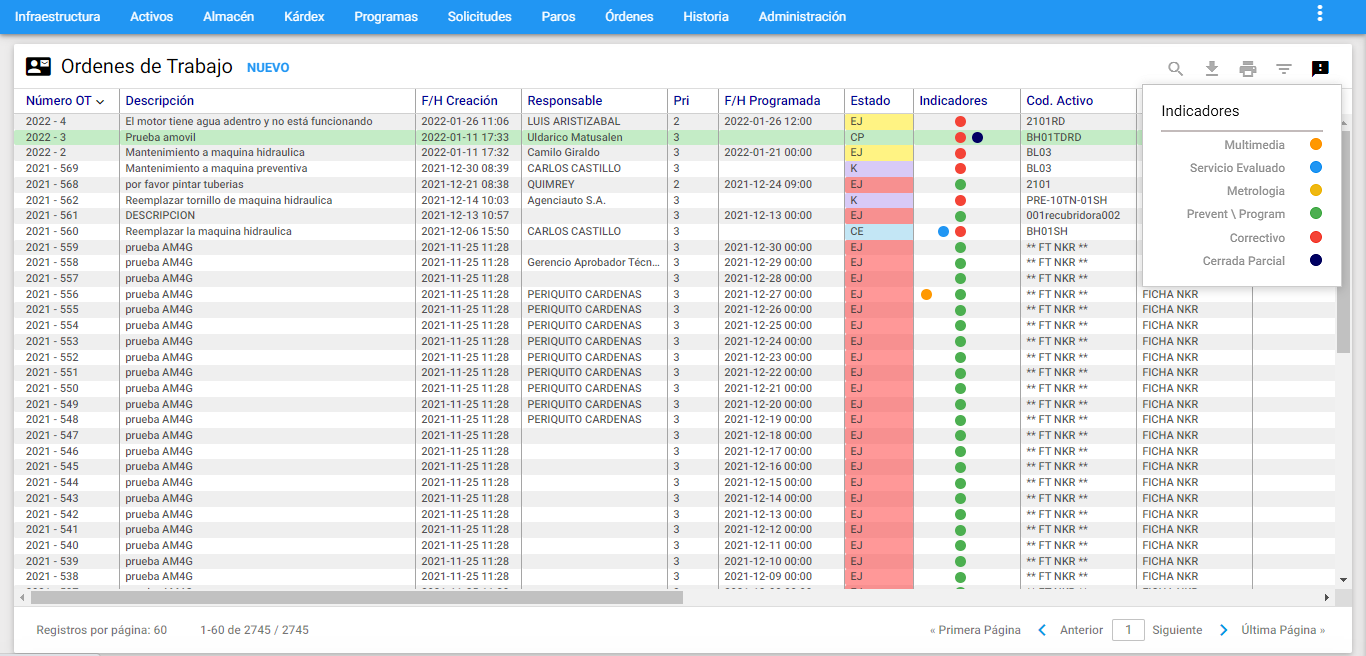 Infraestructura Activos Almacén Kárdex Programas Solicitudes Paros Órdenes Historia Administración
Ordenes de Trabajo NUEVO
Número OT Descripción F/H Creación Responsable Pri F/H Programada Estado Indicadores Cod. Activo
2022 - 4 El motor tiene agua adentro y no está funcionando 2022-01-26 11:06 LUIS ARISTIZABAL 2 2022-01-26 12:00 EJ 2101RD
2022 - 3 Prueba amovil 2022-01-11 17:33 Uldarico Matusalen 3 CP BH01TDRD
2022 - 2 Mantenimiento a maquina hidraulica 2022-01-11 17:32 Camilo Giraldo 3 2022-01-21 00:00 EJ BL03
2021 - 569 Mantenimiento a maquina preventiva 2021-12-30 08:39 CARLOS CASTILLO 3 K BL03
2021 - 568 por favor pintar tuberias 2021-12-21 08:38 QUIMREY 2 2021-12-24 09:00 EJ 2101
2021 - 562 Reemplazar tornillo de maquina hidraulica 2021-12-14 10:03 Agenciauto S.A. 3 K PRE-10TN-01SH
2021 - 561 DESCRIPCION 2021-12-13 10:57 3 2021-12-13 00:00 EJ 001recubridora002
2021 - 560 Reemplazar la maquina hidraulica 2021-12-06 15:50 CARLOS CASTILLO 3 CE BH01SH
2021 - 559 prueba AM4G 2021-11-25 11:28 3 2021-12-30 00:00 EJ ** FT NKR **
2021 - 558 prueba AM4G 2021-11-25 11:28 Gerencio Aprobador Técn... 3 2021-12-29 00:00 EJ ** FT NKR **
2021 - 557 prueba AM4G 2021-11-25 11:28 3 2021-12-28 00:00 EJ ** FT NKR **
2021 - 556 prueba AM4G 2021-11-25 11:28 PERIQUITO CARDENAS 3 2021-12-27 00:00 EJ ** FT NKR ** FICHA NKR
2021 - 555 prueba AM4G 2021-11-25 11:28 PERIQUITO CARDENAS 3 2021-12-26 00:00 EJ ** FT NKR ** FICHA NKR
2021 - 554 prueba AM4G 2021-11-25 11:28 PERIQUITO CARDENAS 3 2021-12-25 00:00 EJ ** FT NKR ** FICHA NKR
2021 - 553 prueba AM4G 2021-11-25 11:28 PERIQUITO CARDENAS 3 2021-12-24 00:00 EJ ** FT NKR ** FICHA NKR
2021 - 552 prueba AM4G 2021-11-25 11:28 PERIQUITO CARDENAS 3 2021-12-23 00:00 EJ ** FT NKR ** FICHA NKR
2021 - 551 prueba AM4G 2021-11-25 11:28 PERIQUITO CARDENAS 3 2021-12-22 00:00 EJ ** FT NKR ** FICHA NKR
2021 - 550 prueba AM4G 2021-11-25 11:28 PERIQUITO CARDENAS 3 2021-12-21 00:00 EJ ** FT NKR ** FICHA NKR
2021 - 549 prueba AM4G 2021-11-25 11:28 PERIQUITO CARDENAS 3 2021-12-20 00:00 EJ ** FT NKR ** FICHA NKR
2021 - 548 prueba AM4G 2021-11-25 11:28 PERIQUITO CARDENAS 3 2021-12-19 00:00 EJ ** FT NKR ** FICHA NKR
2021 - 547 prueba AM4G 2021-11-25 11:28 3 2021-12-18 00:00 EJ ** FT NKR ** FICHA NKR
2021 - 546 prueba AM4G 2021-11-25 11:28 3 2021-12-17 00:00 EJ ** FT NKR ** FICHA NKR
2021 - 545 prueba AM4G 2021-11-25 11:28 3 2021-12-16 00:00 EJ ** FT NKR ** FICHA NKR
2021 - 544 prueba AM4G 2021-11-25 11:28 3 2021-12-15 00:00 EJ ** FT NKR ** FICHA NKR
2021 - 543 prueba AM4G 2021-11-25 11:28 3 2021-12-14 00:00 EJ ** FT NKR ** FICHA NKR
2021 - 542 prueba AM4G 2021-11-25 11:28 3 2021-12-13 00:00 EJ ** FT NKR ** FICHA NKR
2021 - 541 prueba AM4G 2021-11-25 11:28 3 2021-12-12 00:00 EJ ** FT NKR ** FICHA NKR
2021 - 540 prueba AM4G 2021-11-25 11:28 3 2021-12-11 00:00 EJ ** FT NKR ** FICHA NKR
2021 - 539 prueba AM4G 2021-11-25 11:28 3 2021-12-10 00:00 EJ ** FT NKR ** FICHA NKR
2021 - 538 prueba AM4G 2021-11-25 11:28 3 2021-12-09 00:00 EJ ** FT NKR ** FICHA NKR
Indicadores
Multimedia
Servicio Evaluado
Metrologia
Prevent \ Program
Correctivo
Cerrada Parcial
Registros por página: 60 1-60 de 2745 / 2745 « Primera Página Anterior 1 Siguiente Última Página »